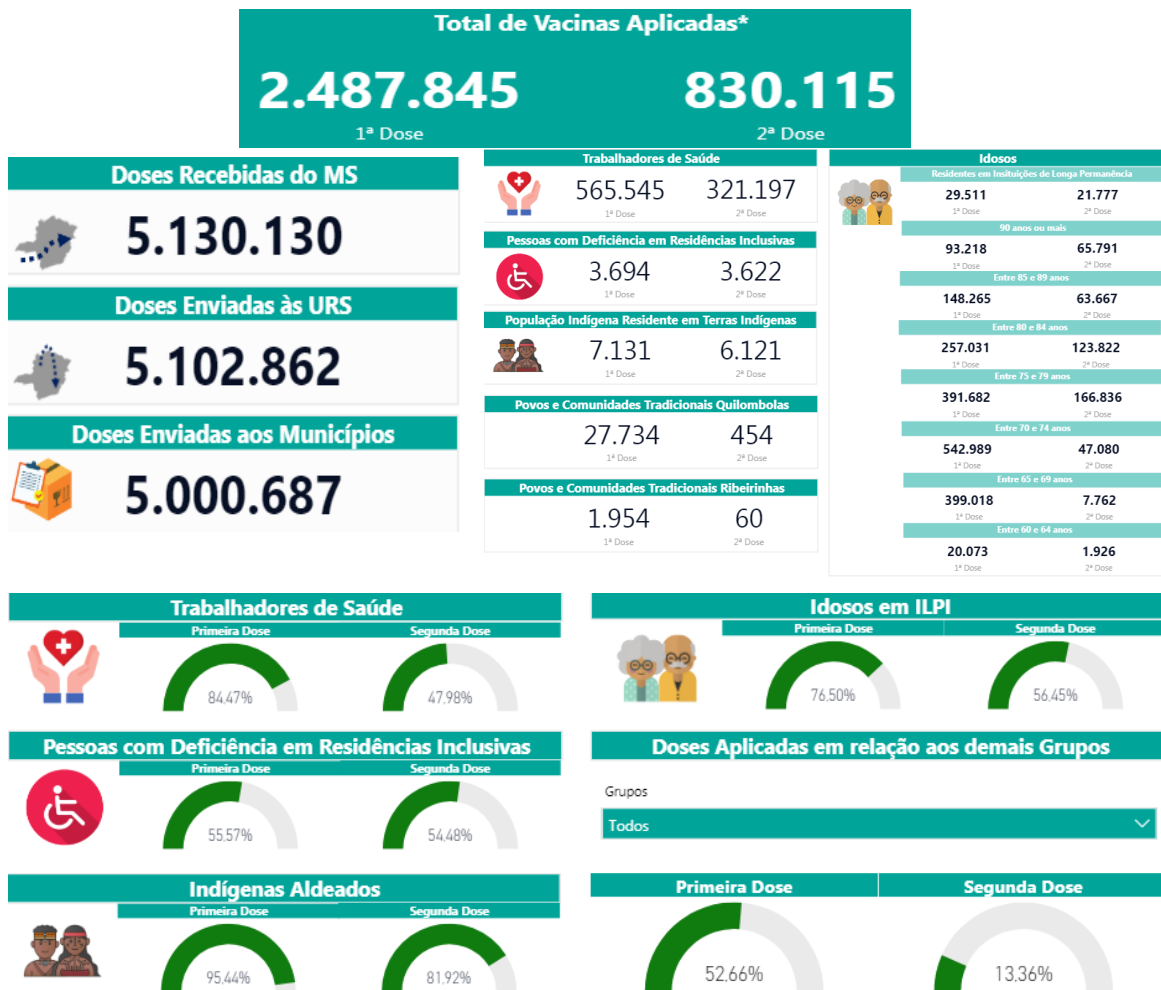 Total de Vacinas Aplicadas*
2.487.845
830.115
1ª Dose
2ª Dose
Doses Recebidas do MS
5.130.130
Doses Enviadas às URS
5.102.862
Doses Enviadas aos Municípios
5.000.687
Trabalhadores de Saúde
565.545
321.197
1ª Dose
2ª Dose
Pessoas com Deficiência em Residências Inclusivas
3.694
3.622
1ª Dose
2ª Dose
População Indígena Residente em Terras Indígenas
7.131
6.121
1ª Dose
2ª Dose
Povos e Comunidades Tradicionais Quilombolas
27.734
454
1ª Dose
2ª Dose
Povos e Comunidades Tradicionais Ribeirinhas
1.954
60
1ª Dose
2ª Dose
Idosos
Residentes em Insituições de Longa Permanência
29.511
21.777
1ª Dose
2ª Dose
90 anos ou mais
93.218
65.791
1ª Dose
2ª Dose
Entre 85 e 89 anos
148.265
63.667
1ª Dose
2ª Dose
Entre 80 e 84 anos
257.031
123.822
1ª Dose
2ª Dose
Entre 75 e 79 anos
391.682
166.836
1ª Dose
2ª Dose
Entre 70 e 74 anos
542.989
47.080
1ª Dose
2ª Dose
Entre 65 e 69 anos
399.018
7.762
1ª Dose
2ª Dose
Entre 60 e 64 anos
20.073
1.926
1ª Dose
2ª Dose
Trabalhadores de Saúde
Primeira Dose
Segunda Dose
84,47%
47,98%
Idosos em ILPI
Primeira Dose
Segunda Dose
76,50%
56,45%
Pessoas com Deficiência em Residências Inclusivas
Primeira Dose
Segunda Dose
55,57%
54,48%
Doses Aplicadas em relação aos demais Grupos
Grupos
Todos
Indígenas Aldeados
Primeira Dose
Segunda Dose
95,44%
81,92%
Primeira Dose
Segunda Dose
52,66%
13,36%